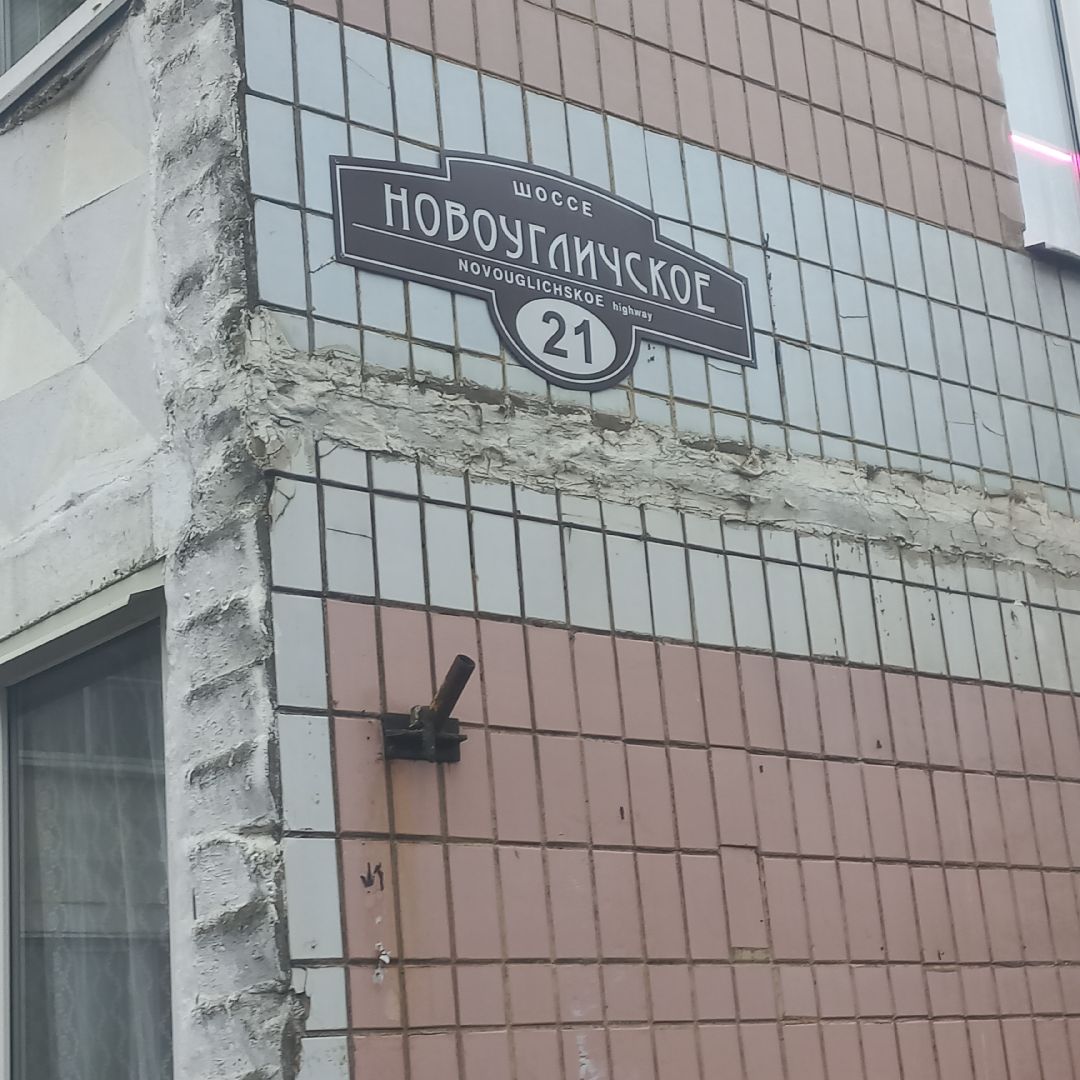 ШОССЕ
НОВОУГЛИЧСКОЕ
NOVOUGLICHSKOE highway
21